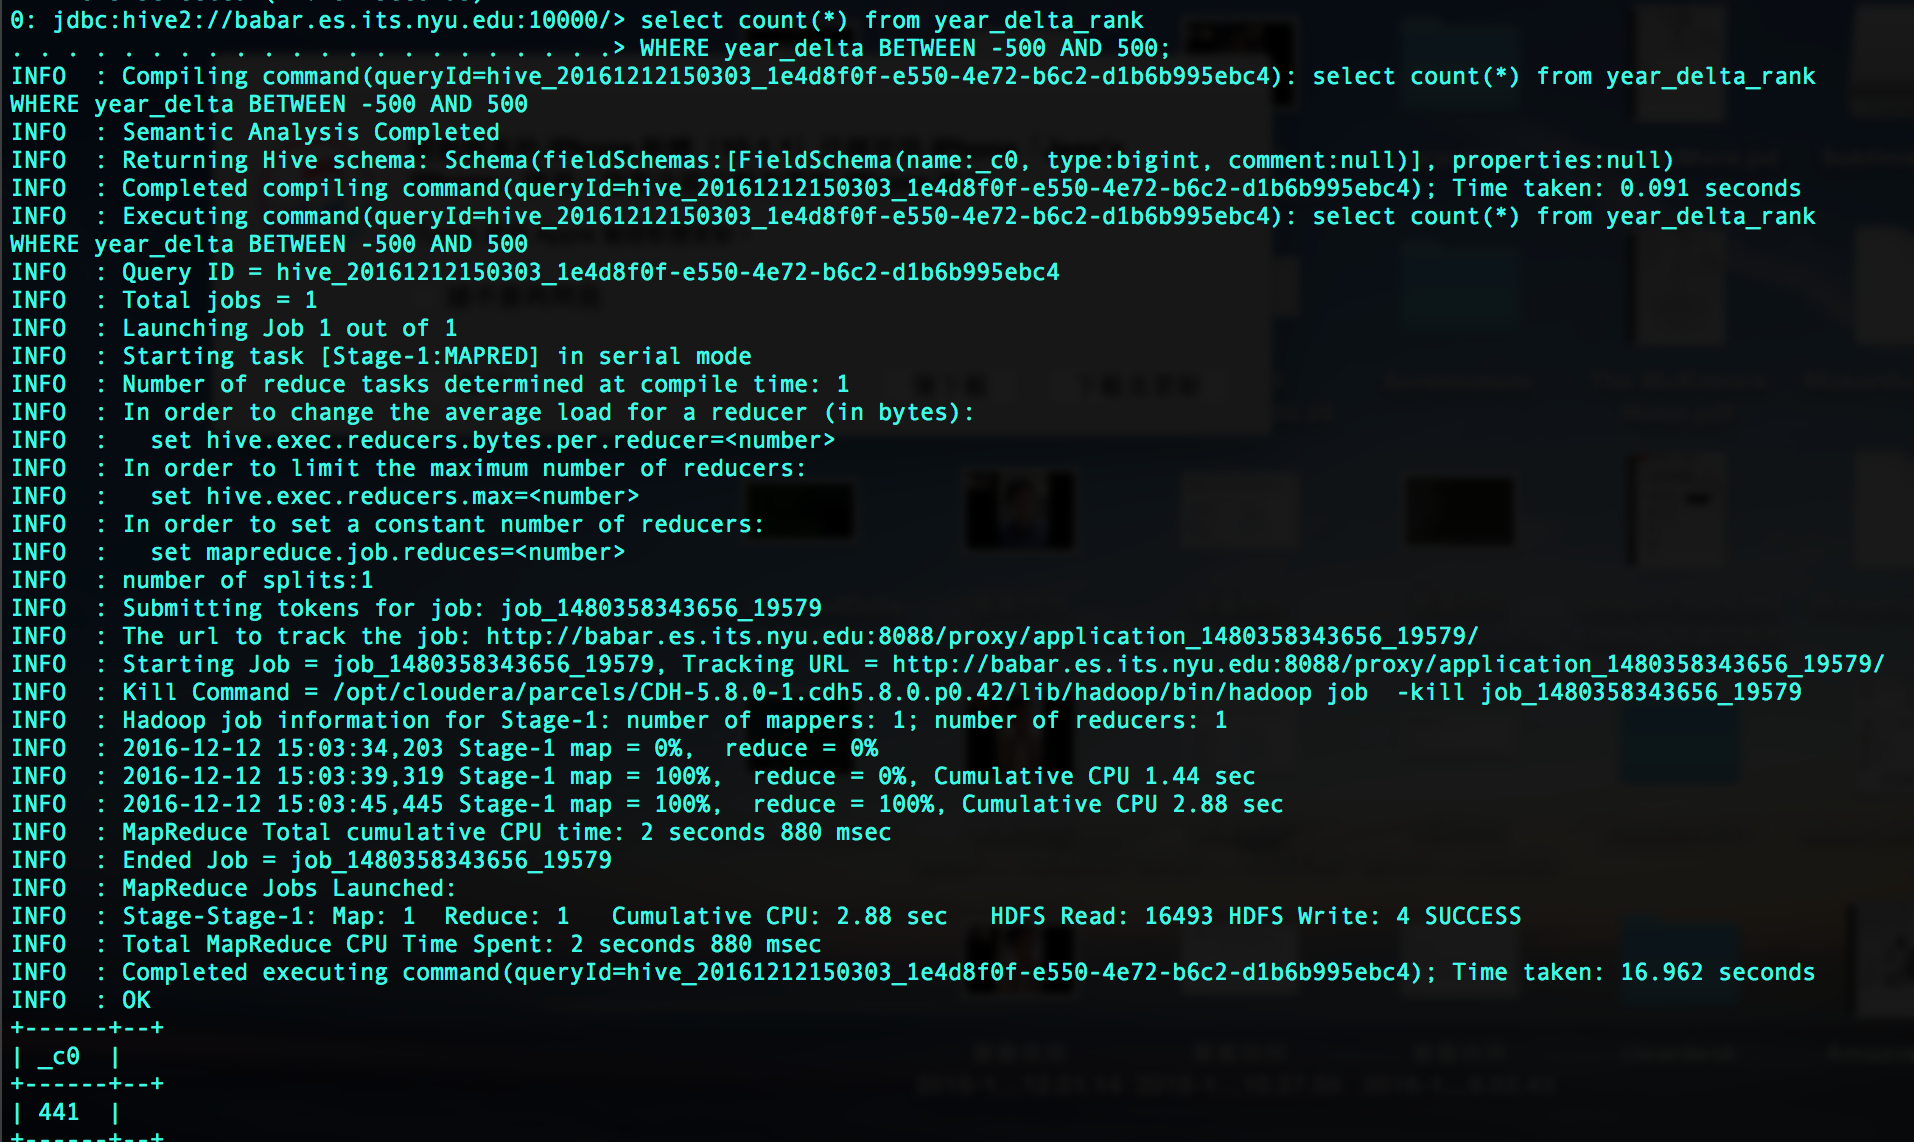 0: jdbc:hive2://babar.es.its.nyu.edu:10000/> select count(*) from year_delta_rank
. . . . . . . . . . . . . . . . . . . . . .> WHERE year_delta BETWEEN -500 AND 500;
INFO  : Compiling command(queryId=hive_20161212150303_1e4d8f0f-e550-4e72-b6c2-d1b6b995ebc4): select count(*) from year_delta_rank
WHERE year_delta BETWEEN -500 AND 500
INFO  : Semantic Analysis Completed
INFO  : Returning Hive schema: Schema(fieldSchemas:[FieldSchema(name:_c0, type:bigint, comment:null)], properties:null)
INFO  : Completed compiling command(queryId=hive_20161212150303_1e4d8f0f-e550-4e72-b6c2-d1b6b995ebc4); Time taken: 0.091 seconds
INFO  : Executing command(queryId=hive_20161212150303_1e4d8f0f-e550-4e72-b6c2-d1b6b995ebc4): select count(*) from year_delta_rank
WHERE year_delta BETWEEN -500 AND 500
INFO  : Query ID = hive_20161212150303_1e4d8f0f-e550-4e72-b6c2-d1b6b995ebc4
INFO  : Total jobs = 1
INFO  : Launching Job 1 out of 1
INFO  : Starting task [Stage-1:MAPRED] in serial mode
INFO  : Number of reduce tasks determined at compile time: 1
INFO  : In order to change the average load for a reducer (in bytes):
INFO  :   set hive.exec.reducers.bytes.per.reducer=<number>
INFO  : In order to limit the maximum number of reducers:
INFO  :   set hive.exec.reducers.max=<number>
INFO  : In order to set a constant number of reducers:
INFO  :   set mapreduce.job.reduces=<number>
INFO  : number of splits:1
INFO  : Submitting tokens for job: job_1480358343656_19579
INFO  : The url to track the job: http://babar.es.its.nyu.edu:8088/proxy/application_1480358343656_19579/
INFO  : Starting Job = job_1480358343656_19579, Tracking URL = http://babar.es.its.nyu.edu:8088/proxy/application_1480358343656_19579/
INFO  : Kill Command = /opt/cloudera/parcels/CDH-5.8.0-1.cdh5.8.0.p0.42/lib/hadoop/bin/hadoop job  -kill job_1480358343656_19579
INFO  : Hadoop job information for Stage-1: number of mappers: 1; number of reducers: 1
INFO  : 2016-12-12 15:03:34,203 Stage-1 map = 0%,  reduce = 0%
INFO  : 2016-12-12 15:03:39,319 Stage-1 map = 100%,  reduce = 0%, Cumulative CPU 1.44 sec
INFO  : 2016-12-12 15:03:45,445 Stage-1 map = 100%,  reduce = 100%, Cumulative CPU 2.88 sec
INFO  : MapReduce Total cumulative CPU time: 2 seconds 880 msec
INFO  : Ended Job = job_1480358343656_19579
INFO  : MapReduce Jobs Launched:
INFO  : Stage-Stage-1: Map: 1  Reduce: 1   Cumulative CPU: 2.88 sec   HDFS Read: 16493 HDFS Write: 4 SUCCESS
INFO  : Total MapReduce CPU Time Spent: 2 seconds 880 msec
INFO  : Completed executing command(queryId=hive_20161212150303_1e4d8f0f-e550-4e72-b6c2-d1b6b995ebc4); Time taken: 16.962 seconds
INFO  : OK
+------+--+
| _c0  |
+------+--+
| 441  |
+------+--+